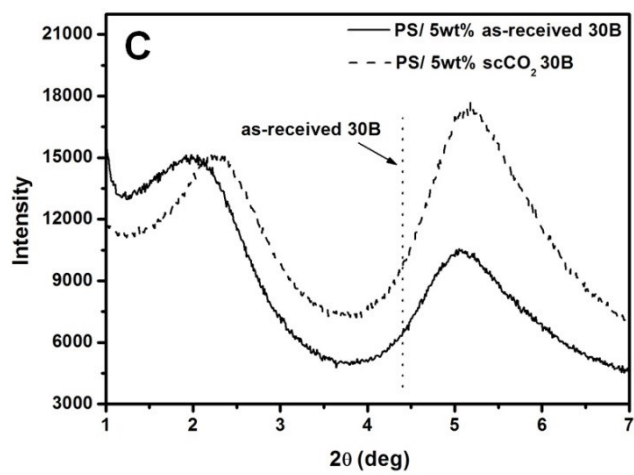 C
PS/ 5wt% as-received 30B
PS/ 5wt% scCO₂ 30B
as-received 30B
Intensity
21000
18000
15000
12000
9000
6000
3000
1 2 3 4 5 6 7
2θ (deg)